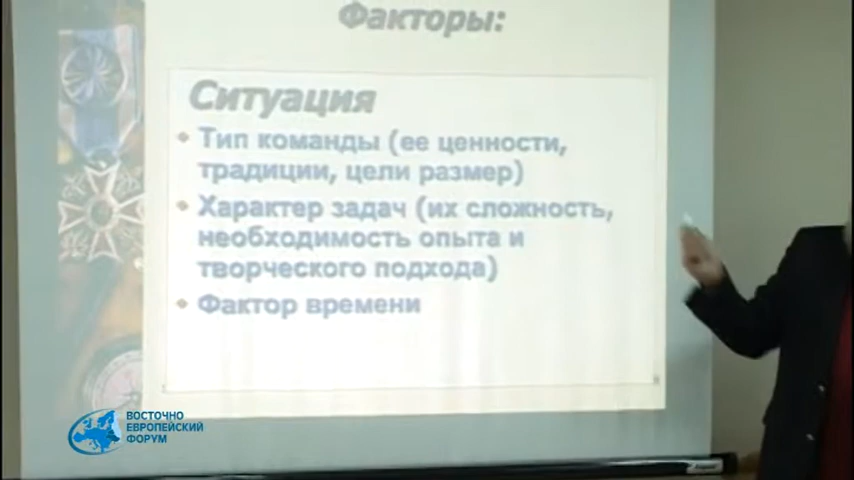 Факторы:
Ситуация
Тип команды (ее ценности,
традиции, цели размер)
Характер задач (их сложность,
необходимость опыта и
творческого подхода)
Фактор времени
ВОСТОЧНО
ЕВРОПЕЙСКИЙ
ФОРУМ